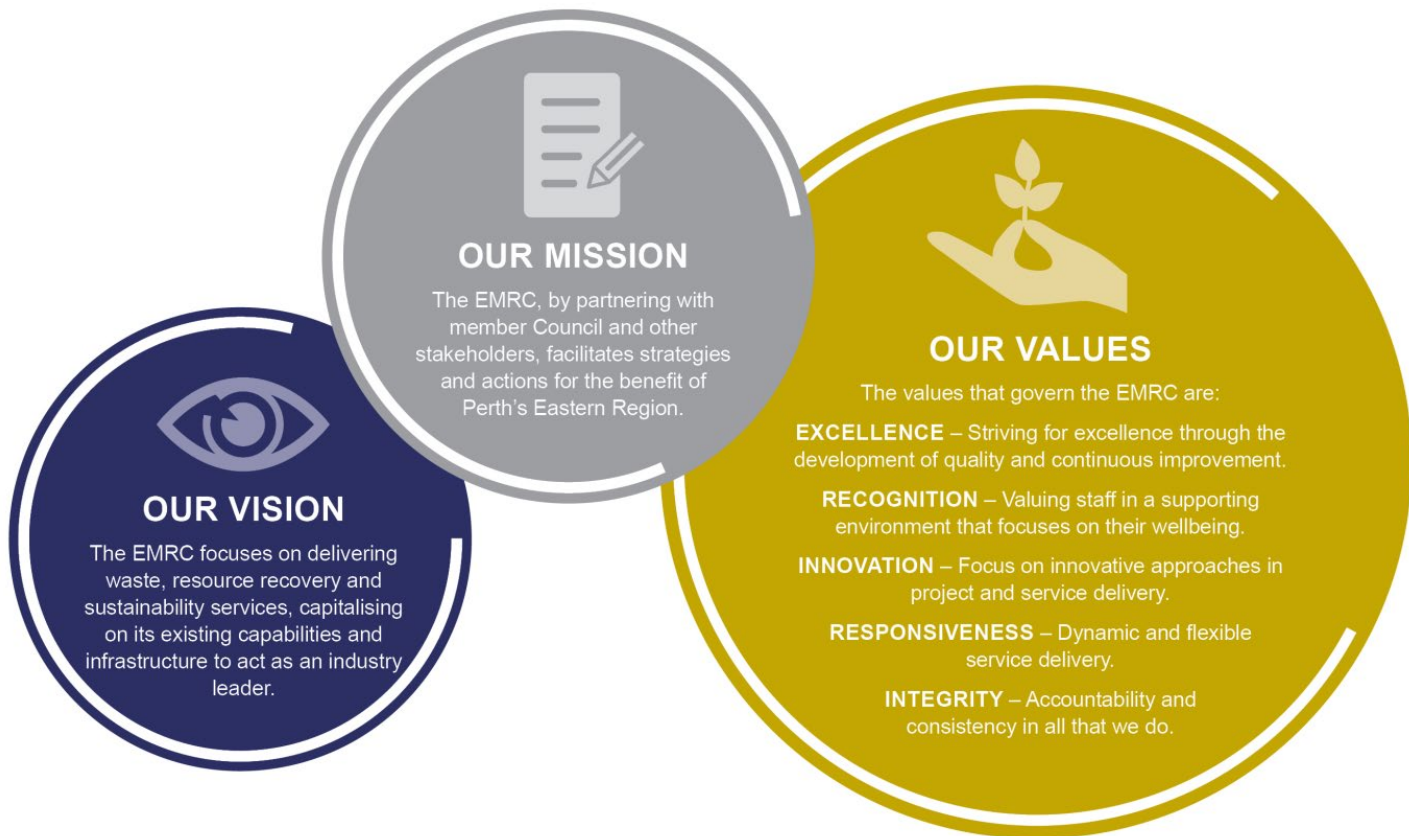 OUR VISION
The EMRC focuses on delivering
waste, resource recovery and
sustainability services, capitalising
on its existing capabilities and
infrastructure to act as an industry
leader.
OUR MISSION
The EMRC, by partnering with
member Council and other
stakeholders, facilitates strategies
and actions for the benefit of
Perth’s Eastern Region.
OUR VALUES
The values that govern the EMRC are:
EXCELLENCE – Striving for excellence through the
development of quality and continuous improvement.
RECOGNITION – Valuing staff in a supporting
environment that focuses on their wellbeing.
INNOVATION – Focus on innovative approaches in
project and service delivery.
RESPONSIVENESS – Dynamic and flexible
service delivery.
INTEGRITY – Accountability and
consistency in all that we do.